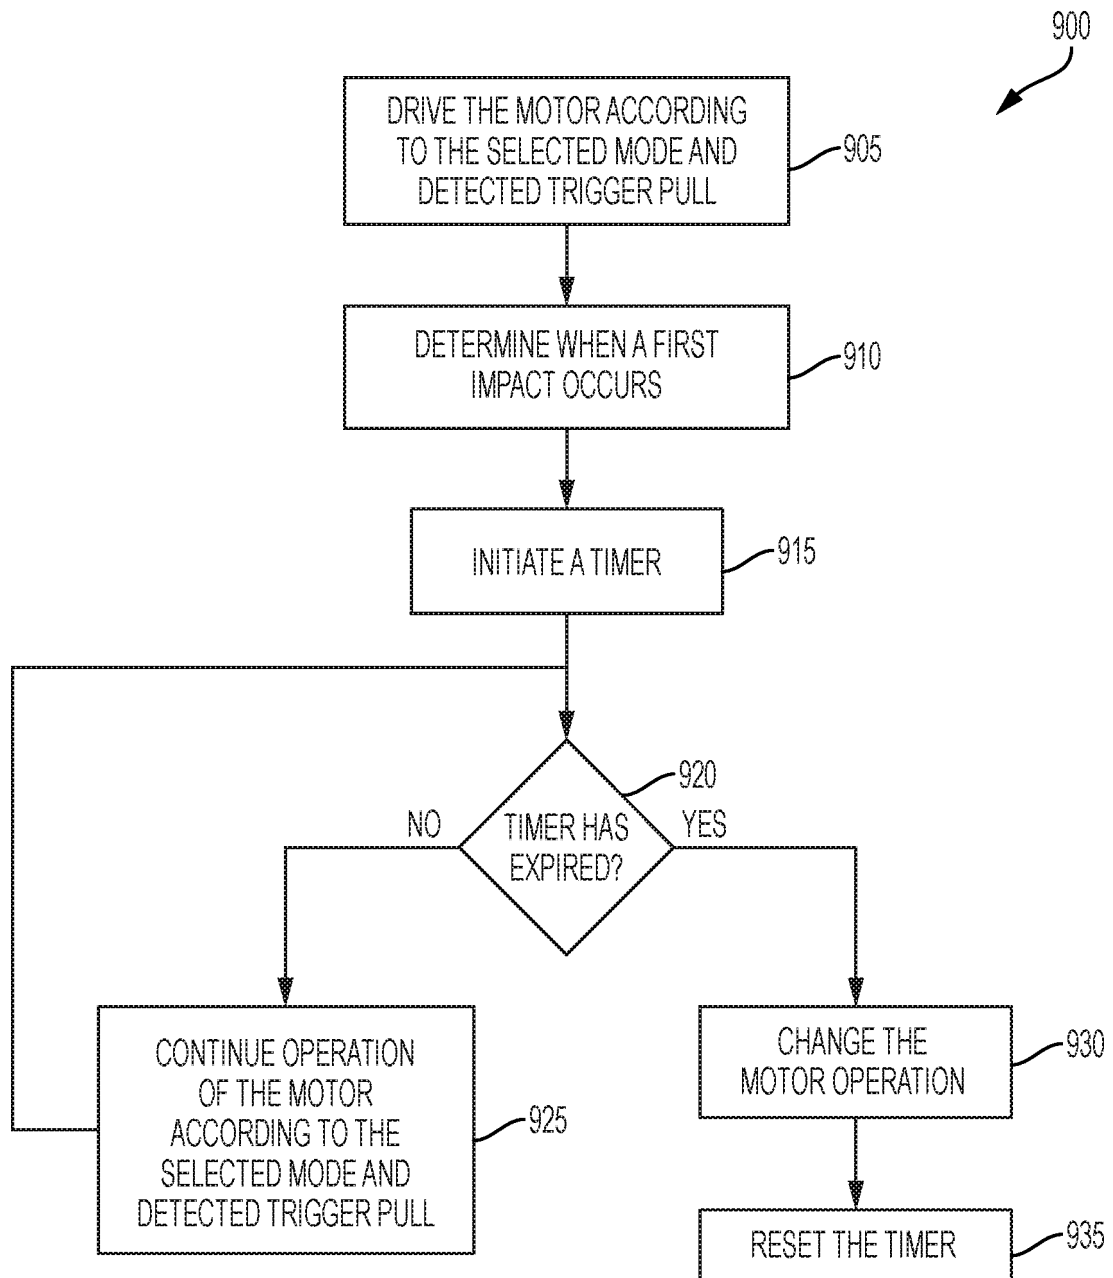 900
DRIVE THE MOTOR ACCORDING
TO THE SELECTED MODE AND
DETECTED TRIGGER PULL
905
DETERMINE WHEN A FIRST
IMPACT OCCURS
910
INITIATE A TIMER
915
920
NO
TIMER HAS
EXPIRED?
YES
CONTINUE OPERATION
OF THE MOTOR
ACCORDING TO THE
SELECTED MODE AND
DETECTED TRIGGER PULL
925
CHANGE THE
MOTOR OPERATION
930
RESET THE TIMER
935